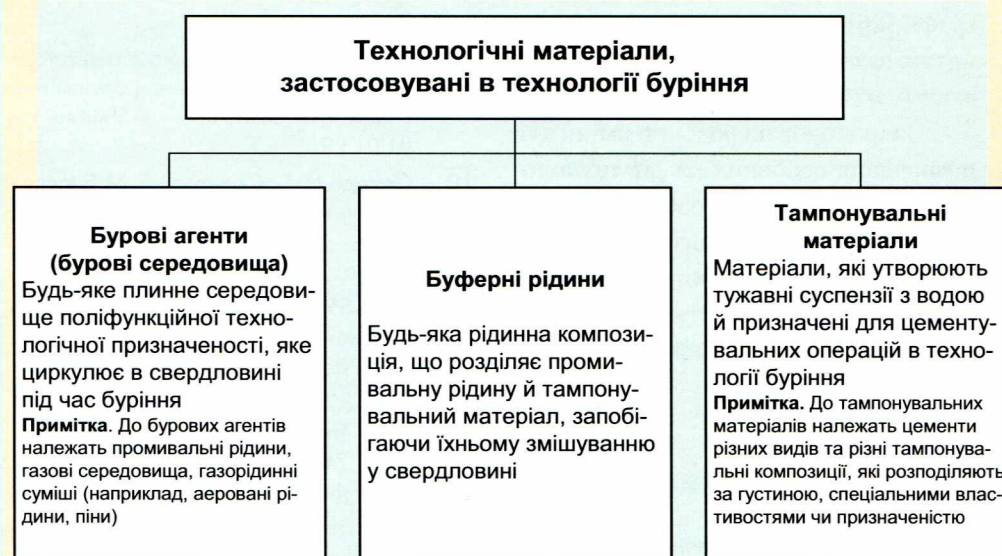 Технологічні матеріали,
застосовувані в технології буріння
Бурові агенти
(бурові середовища)
Будь-яке плинне середови-
ще поліфункційної техно-
логічної призначеності, яке
циркулює в свердловині
під час буріння
Примітка. До бурових агентів
належать промивальні рідини,
газові середовища, газорідинні
суміші (наприклад, аеровані рі-
дини, піни)
Буферні рідини
Будь-яка рідинна компози-
ція, що розділяє проми-
вальну рідину й тампону-
вальний матеріал, запобі-
гаючи їхньому змішуванню
у свердловині
Тампонувальні
матеріали
Матеріали, які утворюють
тужавні суспензії з водою
й призначені для цементу-
вальних операцій в техно-
логії буріння
Примітка. До тампонувальних
матеріалів належать цементи
різних видів та різні тампонува-
льні композиції, які розподіляють
за густиною, спеціальними влас-
тивостями чи призначеністю